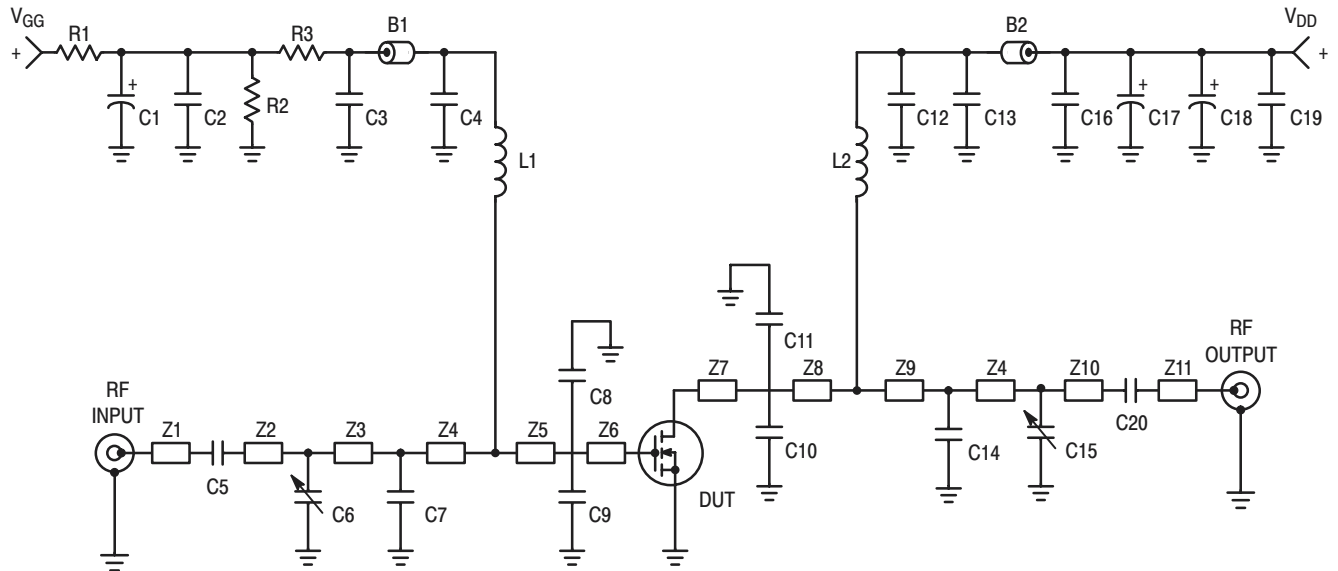 VGG
+
R1
R3
B1
B2
VDD
+
+
C1
C2
R2
C3
C4
L1
L2
C12
C13
C16
+
C17
+
C18
C19
C11
RF
OUTPUT
Z7
Z8
Z9
Z4
Z10
Z11
RF
INPUT
C8
C20
Z1
Z2
Z3
Z4
Z5
Z6
C10
C14
C15
C5
C6
C7
C9
DUT